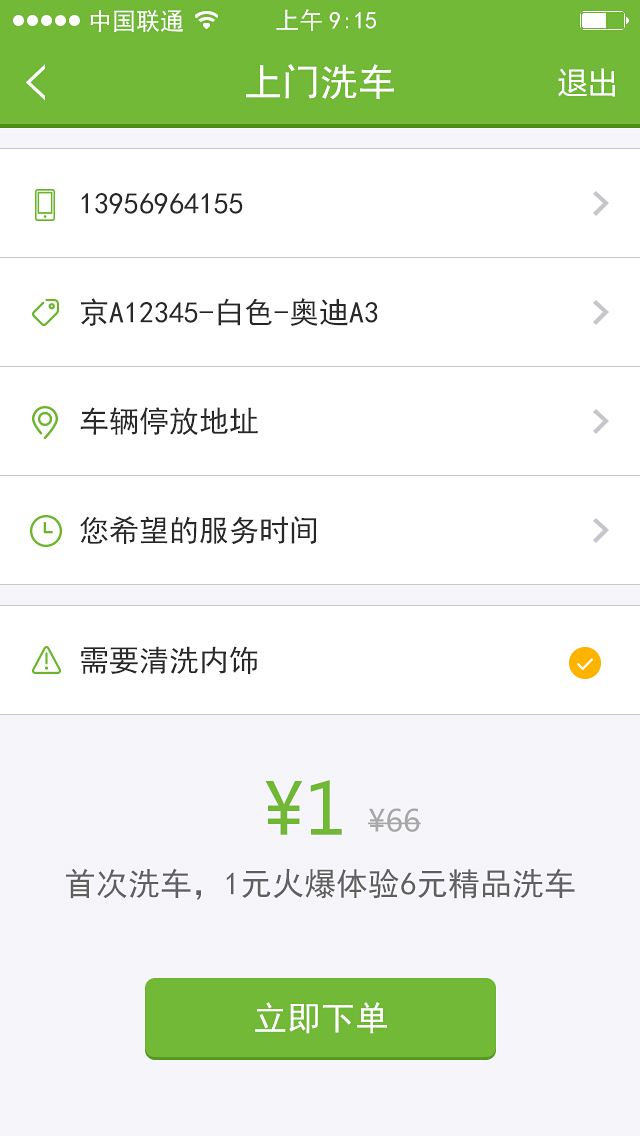 中国联通 上午 9:15
上门洗车 退出
13956964155
京A12345-白色-奥迪A3
车辆停放地址
您希望的服务时间
需要清洗内饰
¥1 ¥66
首次洗车，1元火爆体验6元精品洗车
立即下单